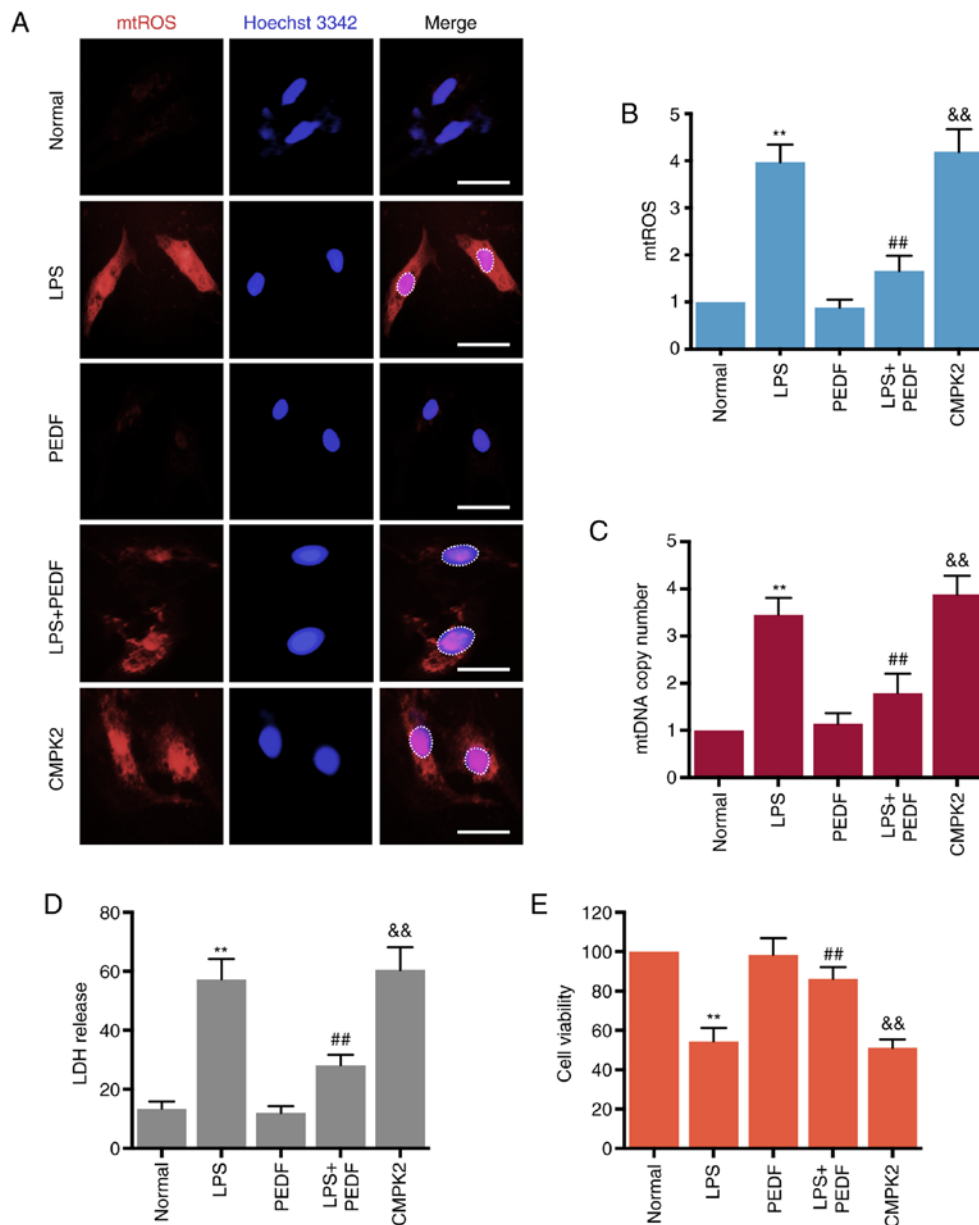 A
mtROS
Hoechst 3342
Merge
Normal
LPS
PEDF
LPS+PEDF
CMPK2
B
mtROS
5
4
3
2
1
0
**
##
&&
Normal
LPS
PEDF
LPS+
PEDF
CMPK2
C
mtDNA copy number
5
4
3
2
1
0
**
##
&&
Normal
LPS
PEDF
LPS+
PEDF
CMPK2
D
LDH release
80
60
40
20
0
**
##
&&
Normal
LPS
PEDF
LPS+
PEDF
CMPK2
E
Cell viability
120
100
80
60
40
20
0
**
##
&&
Normal
LPS
PEDF
LPS+
PEDF
CMPK2